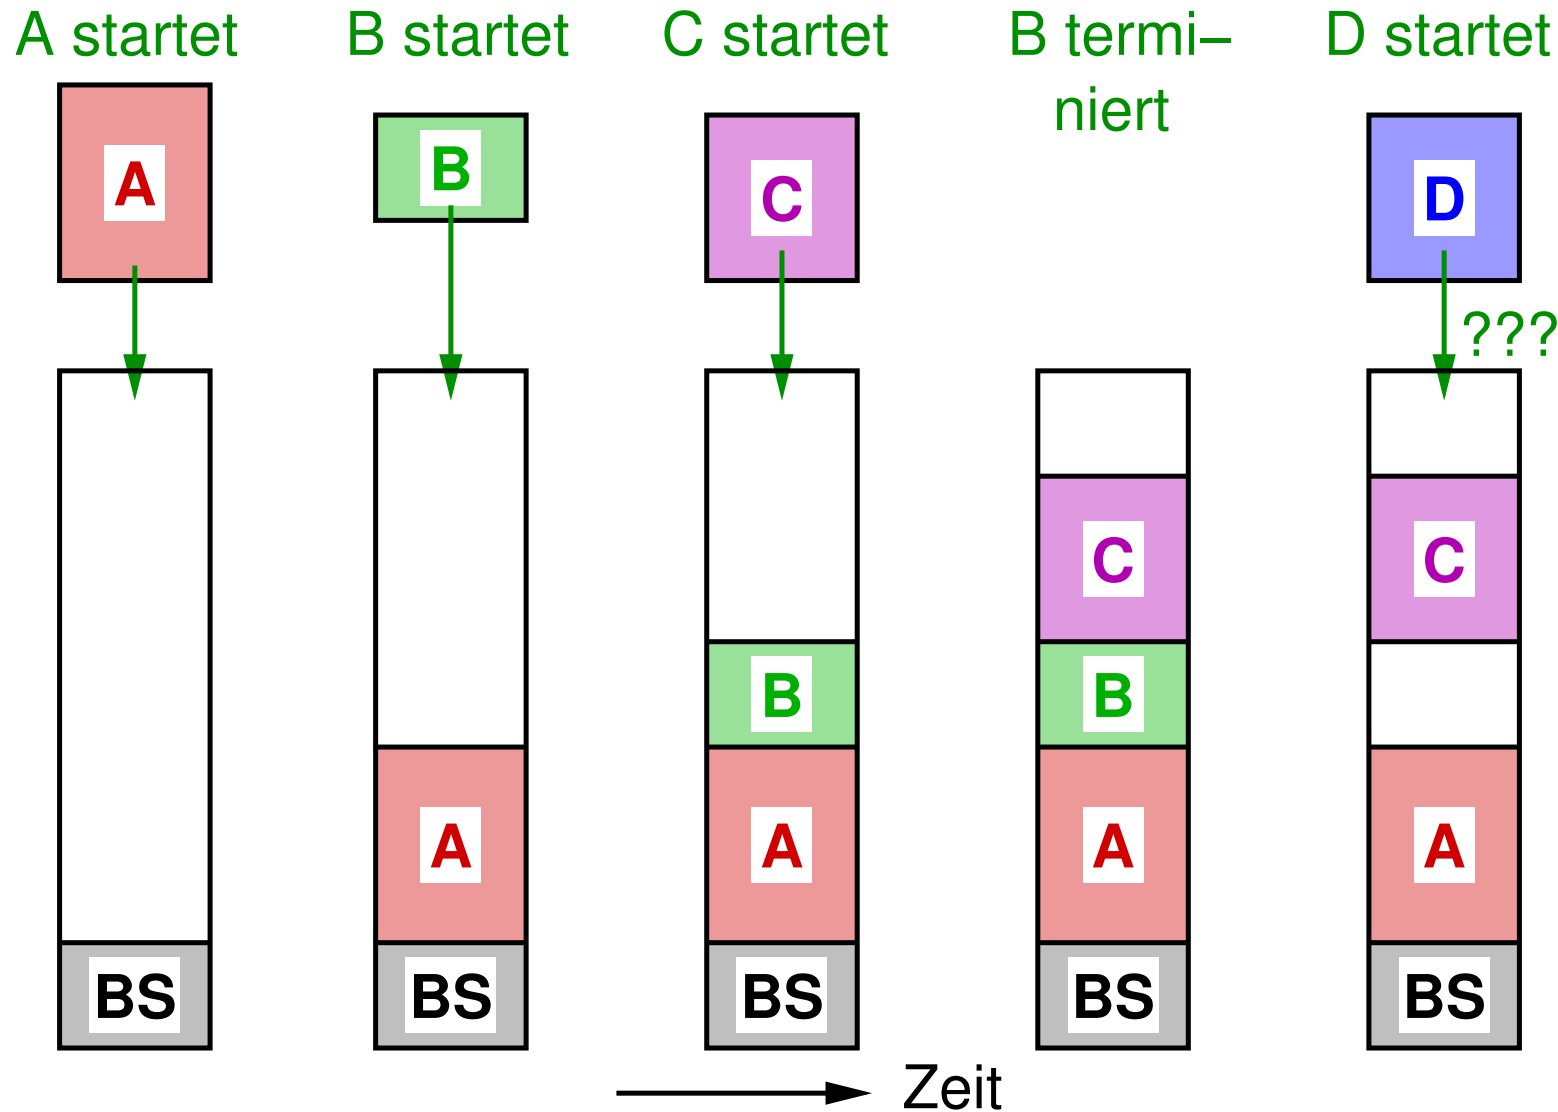 A startet
B startet
C startet
B termi–
niert
D startet
A
B
C
D
???
C
C
B
B
A
A
A
A
BS
BS
BS
BS
BS
Zeit